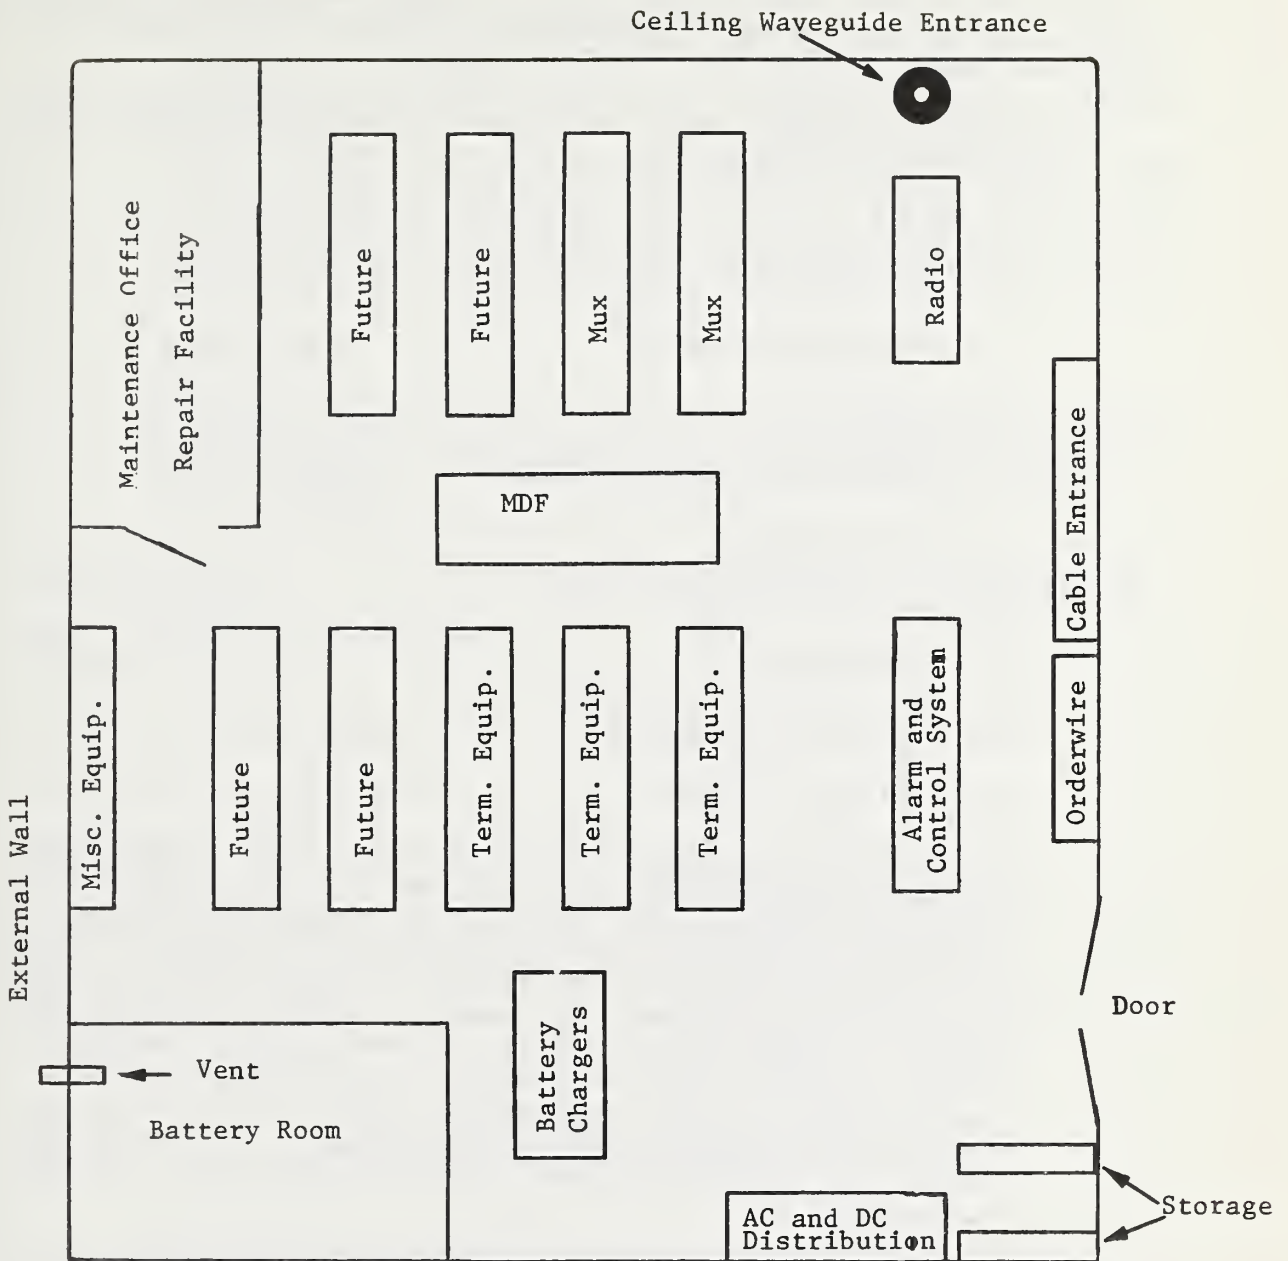 Ceiling Waveguide Entrance
Maintenance Office
Repair Facility
Future
Future
Mux
Mux
Radio
MDF
Cable Entrance
External Wall
Misc. Equip.
Future
Future
Term. Equip.
Term. Equip.
Term. Equip.
Alarm and
Control System
Orderwire
Door
Vent
Battery Room
Battery
Chargers
AC and DC
Distribution
Storage